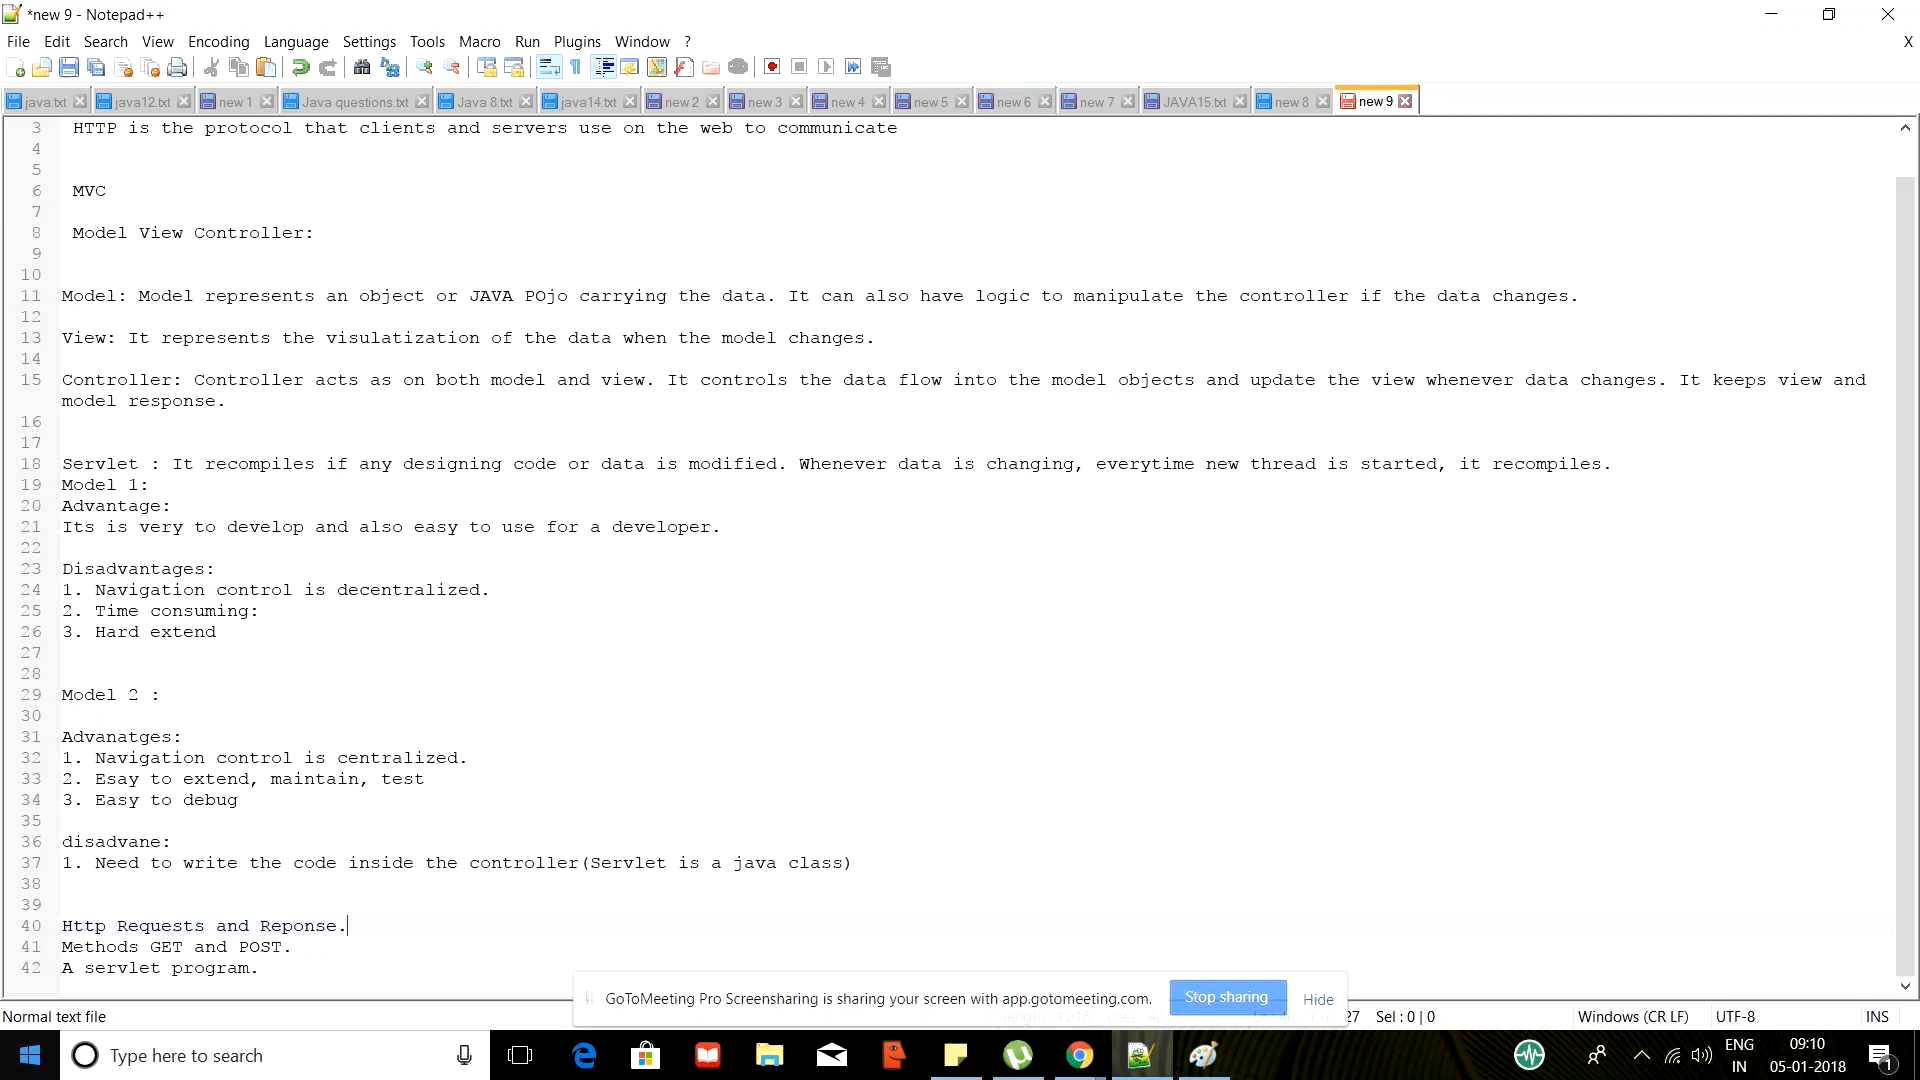 *new 9 - Notepad++
File Edit Search View Encoding Language Settings Tools Macro Run Plugins Window ? X
java.txt java12.txt new 1 Java questions.txt Java 8.txt java14.txt new 2 new 3 new 4 new 5 new 6 new 7 JAVA15.txt new 8 new 9
3 HTTP is the protocol that clients and servers use on the web to communicate
4
5
6 MVC
7
8 Model View Controller:
9
10
11 Model: Model represents an object or JAVA POjo carrying the data. It can also have logic to manipulate the controller if the data changes.
12
13 View: It represents the visulatization of the data when the model changes.
14
15 Controller: Controller acts as on both model and view. It controls the data flow into the model objects and update the view whenever data changes. It keeps view and
model response.
16
17
18 Servlet : It recompiles if any designing code or data is modified. Whenever data is changing, everytime new thread is started, it recompiles.
19 Model 1:
20 Advantage:
21 Its is very to develop and also easy to use for a developer.
22
23 Disadvantages:
24 1. Navigation control is decentralized.
25 2. Time consuming:
26 3. Hard extend
27
28
29 Model 2 :
30
31 Advanatges:
32 1. Navigation control is centralized.
33 2. Esay to extend, maintain, test
34 3. Easy to debug
35
36 disadvane:
37 1. Need to write the code inside the controller(Servlet is a java class)
38
39
40 Http Requests and Reponse.
41 Methods GET and POST.
42 A servlet program.
GoToMeeting Pro Screensharing is sharing your screen with app.gotomeeting.com. Stop sharing Hide
Normal text file 27 Sel : 0 | 0 Windows (CR LF) UTF-8 INS
Type here to search
ENG 09:10
IN 05-01-2018 1